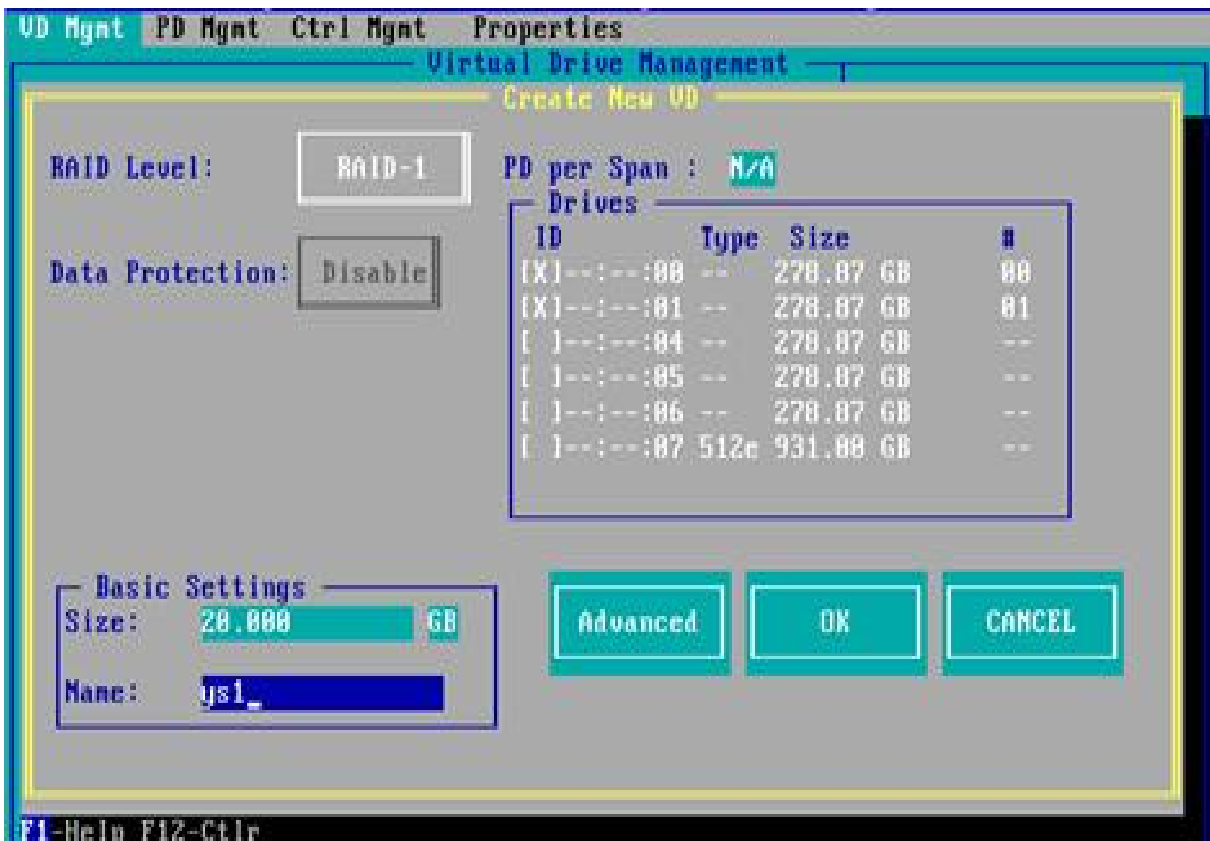 VD Mgmt PD Mgmt Ctrl Mgmt Properties
Virtual Drive Management
Create New VD
RAID Level: RAID-1 PD per Span : N/A
Drives
ID Type Size #
Data Protection: Disable
[X]--:--:00 -- 278.87 GB 00
[X]--:--:01 -- 278.87 GB 01
[ ]--:--:04 -- 278.87 GB --
[ ]--:--:05 -- 278.87 GB --
[ ]--:--:06 -- 278.87 GB --
[ ]--:--:07 512e 931.00 GB --
Basic Settings
Size: 20.000 GB
Name: ys1_
Advanced OK CANCEL
F1-Help F12-Ctlr